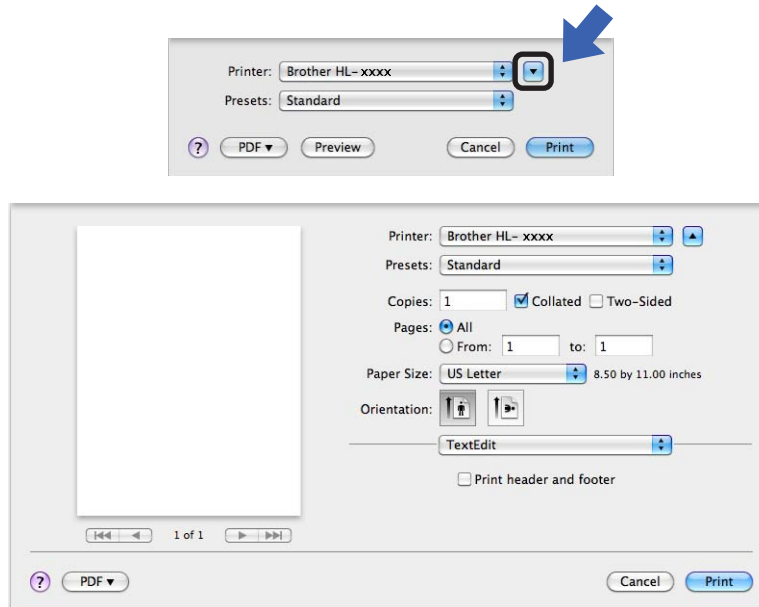 Printer: Brother HL- xxxx
Presets: Standard
? PDF▼ Preview Cancel Print
Printer: Brother HL- xxxx
Presets: Standard
Copies: 1 Collated Two-Sided
Pages: All
From: 1 to: 1
Paper Size: US Letter 8.50 by 11.00 inches
Orientation:
TextEdit
Print header and footer
1 of 1
? PDF▼ Cancel Print